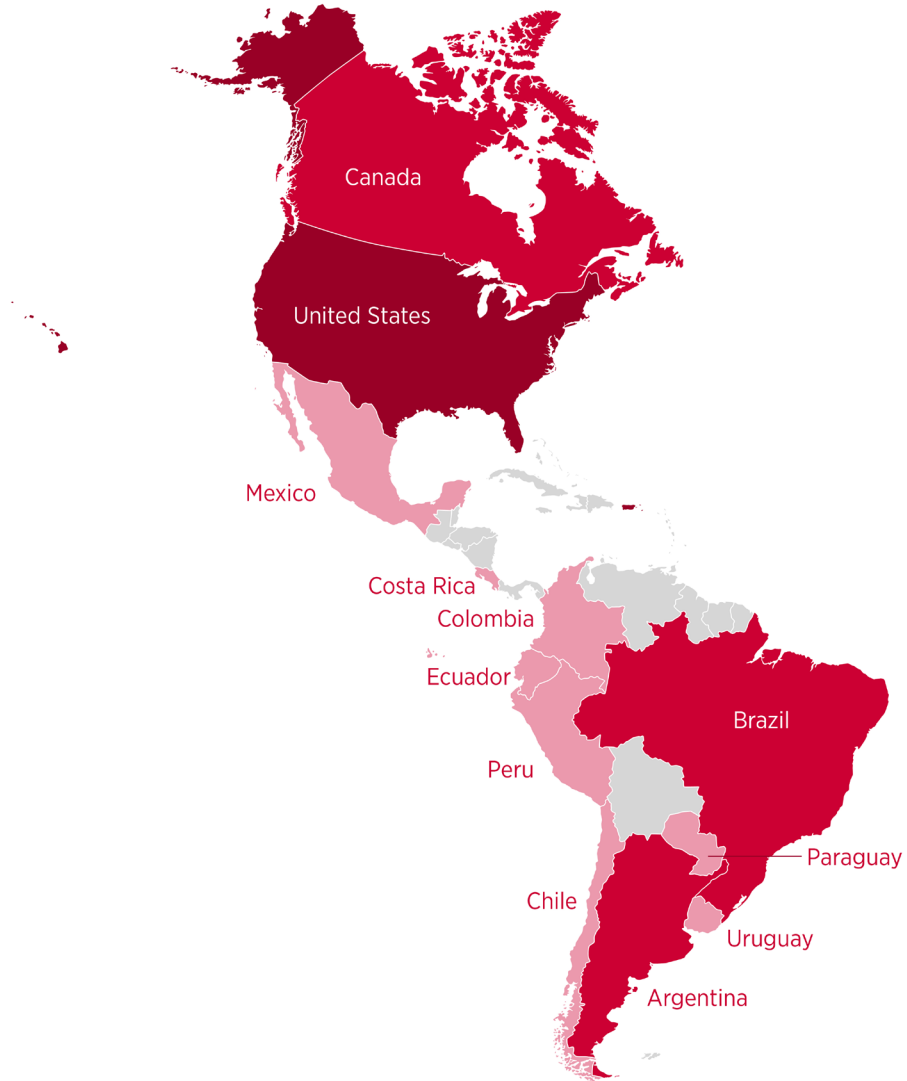 Canada
United States
Mexico
Costa Rica
Colombia
Ecuador
Brazil
Peru
Paraguay
Chile
Uruguay
Argentina